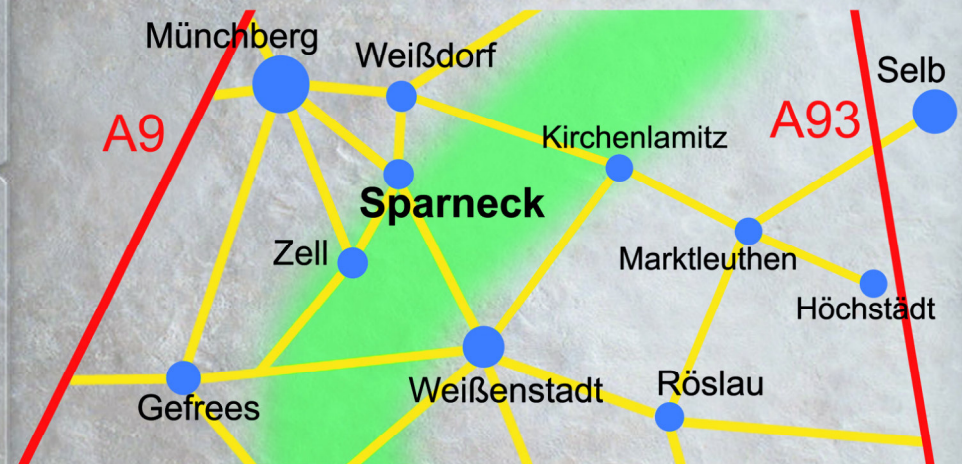 Münchberg
Weißdorf
Selb
A9
A93
Kirchenlamitz
Sparneck
Zell
Marktleuthen
Höchstädt
Weißenstadt
Röslau
Gefrees